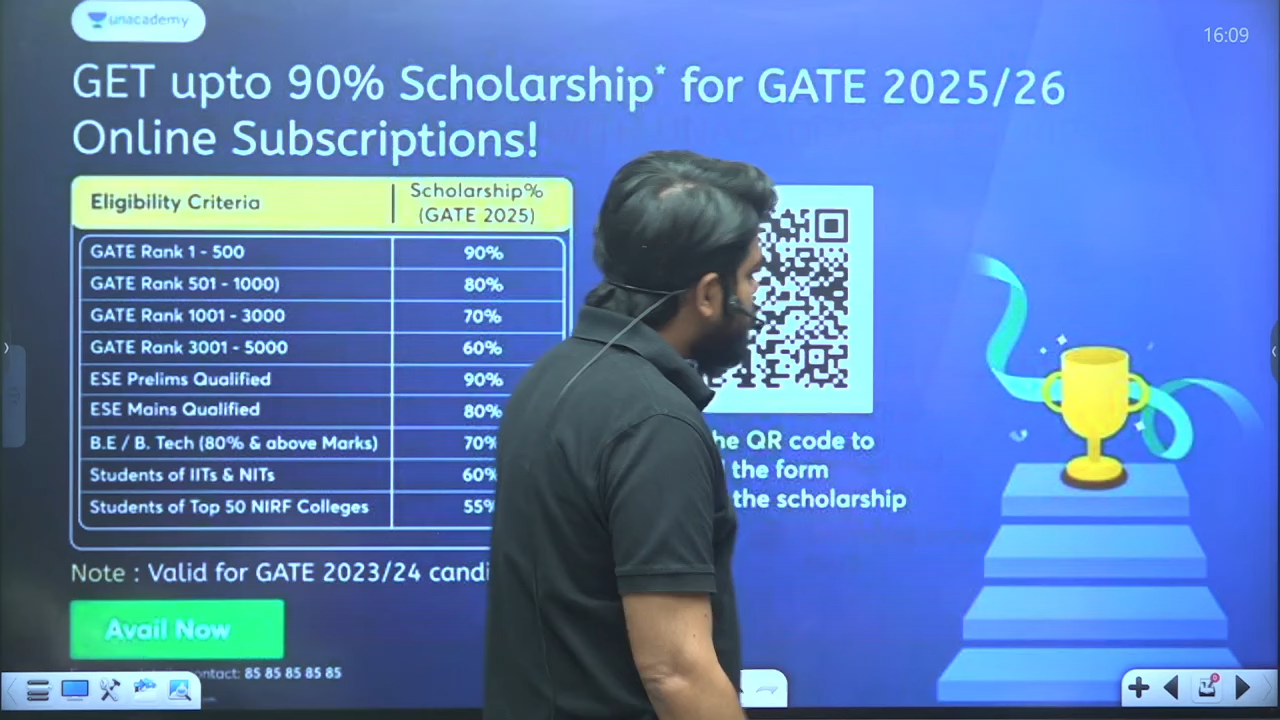 unacademy
16:09
GET upto 90% Scholarship* for GATE 2025/26
Online Subscriptions!
Eligibility Criteria
Scholarship%
(GATE 2025)
GATE Rank 1 - 500 90%
GATE Rank 501 - 1000) 80%
GATE Rank 1001 - 3000 70%
GATE Rank 3001 - 5000 60%
ESE Prelims Qualified 90%
ESE Mains Qualified 80%
B.E / B. Tech (80% & above Marks) 70%
Students of IITs & NITs 60%
Students of Top 50 NIRF Colleges 55%
he QR code to
the form
the scholarship
Note : Valid for GATE 2023/24 candi
Avail Now
ontact: 85 85 85 85 85